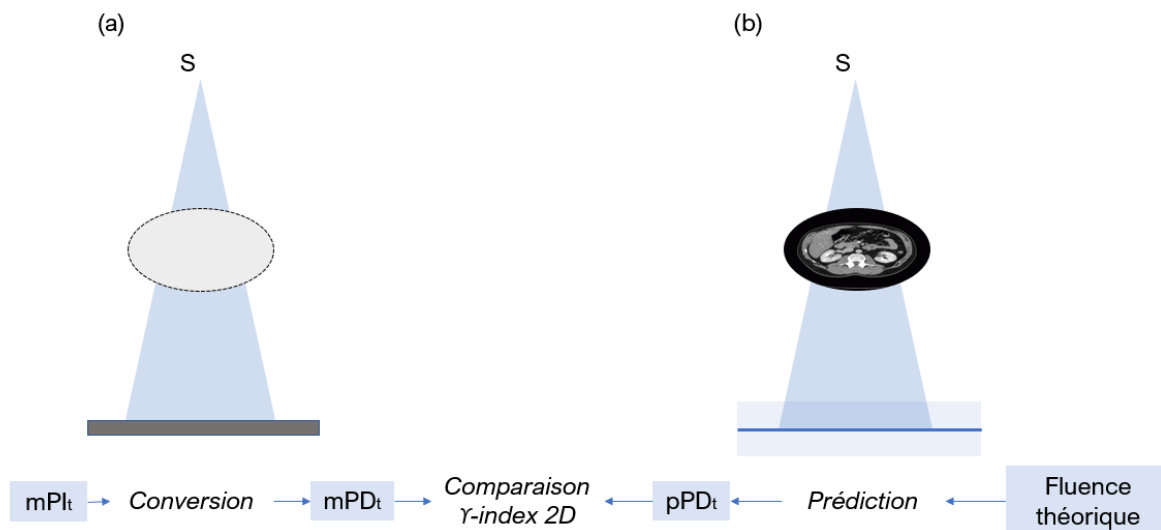 (a)
(b)
S
S
mPIt
Conversion
mPDt
Comparaison
ϒ-index 2D
pPDt
Prédiction
Fluence
théorique